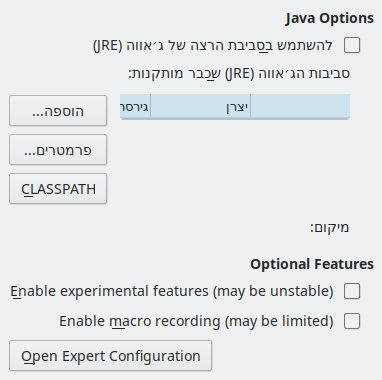 Java Options
להשתמש בסביבת הרצה של ג׳אווה (JRE)
סביבות הג׳אווה (JRE) שכבר מותקנות:
יצרן גירסה
הוספה...
פרמטרים...
CLASSPATH
מיקום:
Optional Features
Enable experimental features (may be unstable)
Enable macro recording (may be limited)
Open Expert Configuration